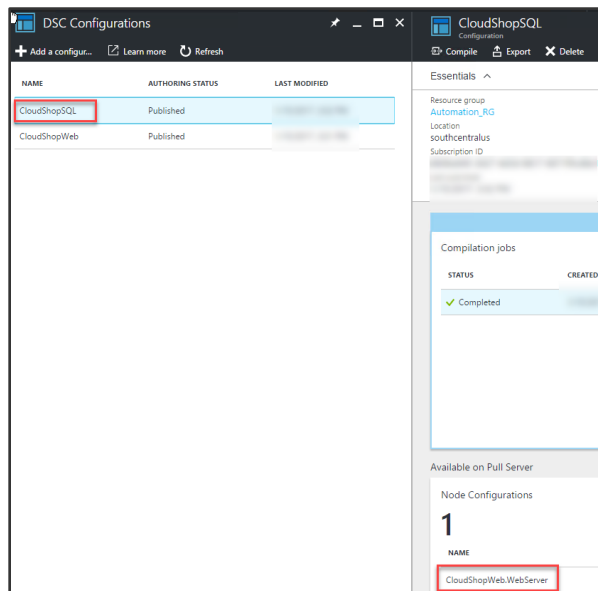 DSC Configurations
Add a configur...
Learn more
Refresh
NAME
AUTHORING STATUS
LAST MODIFIED
CloudShopSQL
Published
CloudShopWeb
Published
CloudShopSQL
Configuration
Compile
Export
Delete
Essentials
Resource group
Automation_RG
Location
southcentralus
Subscription ID
Compilation jobs
STATUS
CREATED
Completed
Available on Pull Server
Node Configurations
1
NAME
CloudShopWeb.WebServer